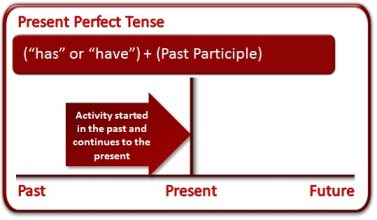 Present Perfect Tense
(“has” or “have”) + (Past Participle)
Activity started
in the past and
continues to the
present
Past Present Future